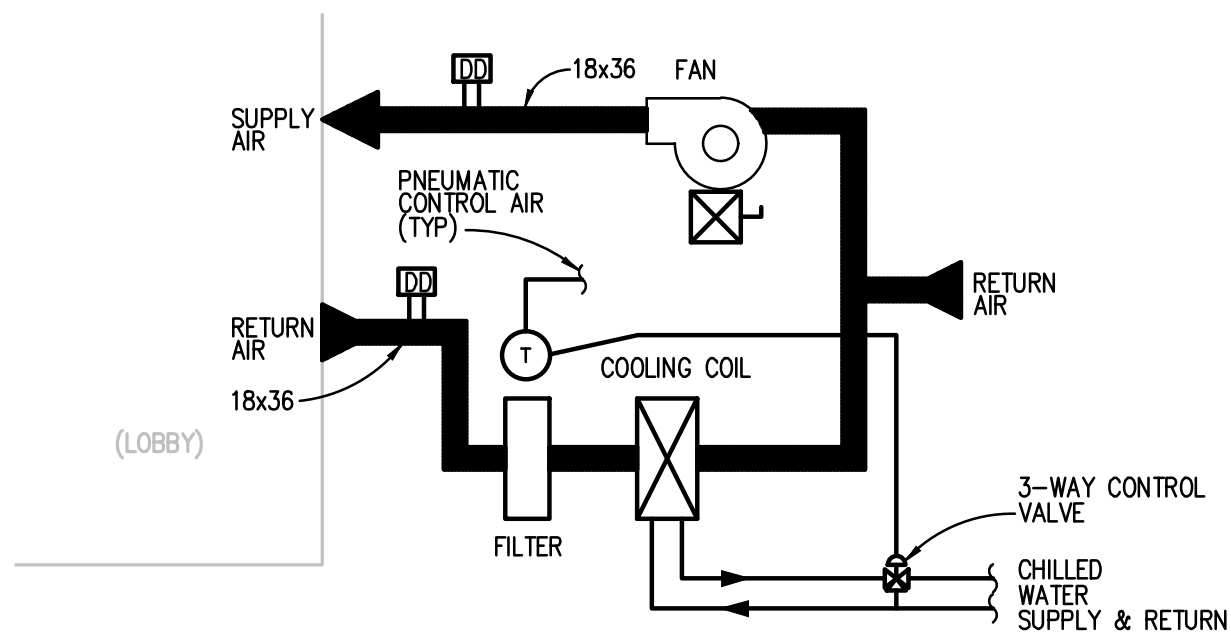 DD
18x36
FAN
SUPPLY
AIR
PNEUMATIC
CONTROL AIR
(TYP)
DD
RETURN
AIR
RETURN
AIR
T
COOLING COIL
18x36
(LOBBY)
3-WAY CONTROL
VALVE
FILTER
CHILLED
WATER
SUPPLY & RETURN